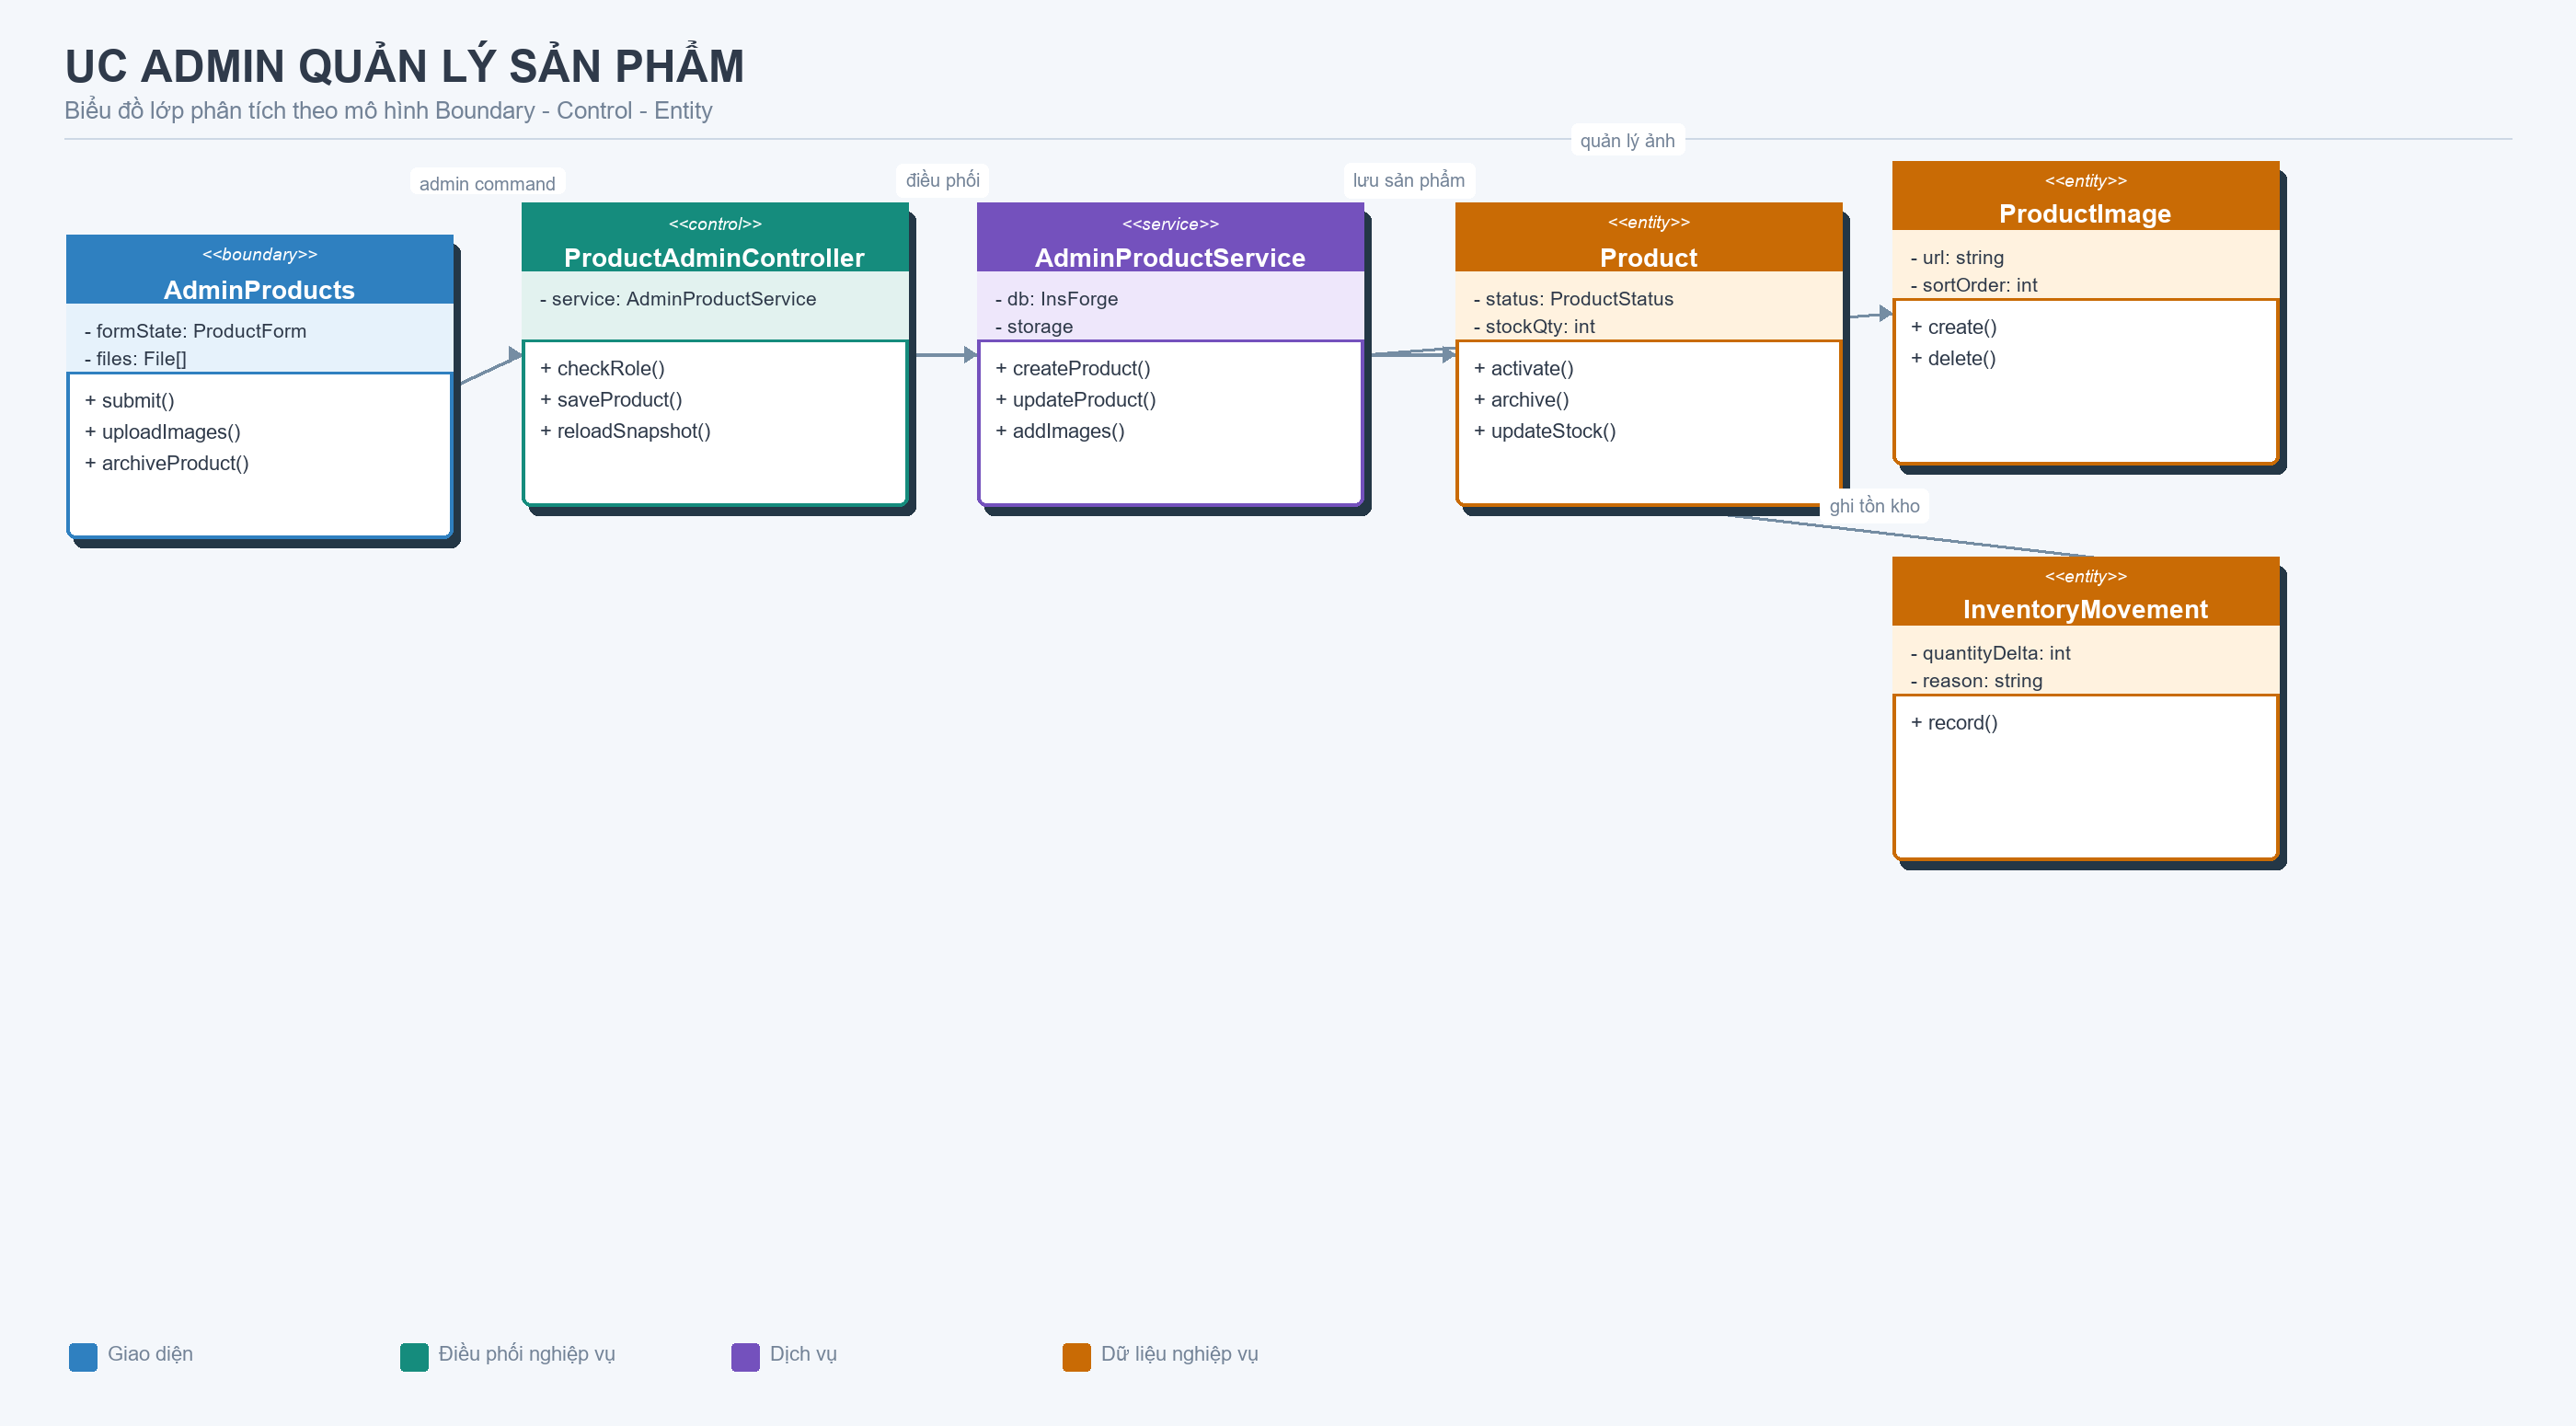 UC ADMIN QUẢN LÝ SẢN PHẨM
Biểu đồ lớp phân tích theo mô hình Boundary - Control - Entity
quản lý ảnh
admin command
điều phối
lưu sản phẩm
<<boundary>>
AdminProducts
- formState: ProductForm
- files: File[]
+ submit()
+ uploadImages()
+ archiveProduct()
<<control>>
ProductAdminController
- service: AdminProductService
+ checkRole()
+ saveProduct()
+ reloadSnapshot()
<<service>>
AdminProductService
- db: InsForge
- storage
+ createProduct()
+ updateProduct()
+ addImages()
<<entity>>
Product
- status: ProductStatus
- stockQty: int
+ activate()
+ archive()
+ updateStock()
<<entity>>
ProductImage
- url: string
- sortOrder: int
+ create()
+ delete()
ghi tồn kho
<<entity>>
InventoryMovement
- quantityDelta: int
- reason: string
+ record()
Giao diện
Điều phối nghiệp vụ
Dịch vụ
Dữ liệu nghiệp vụ